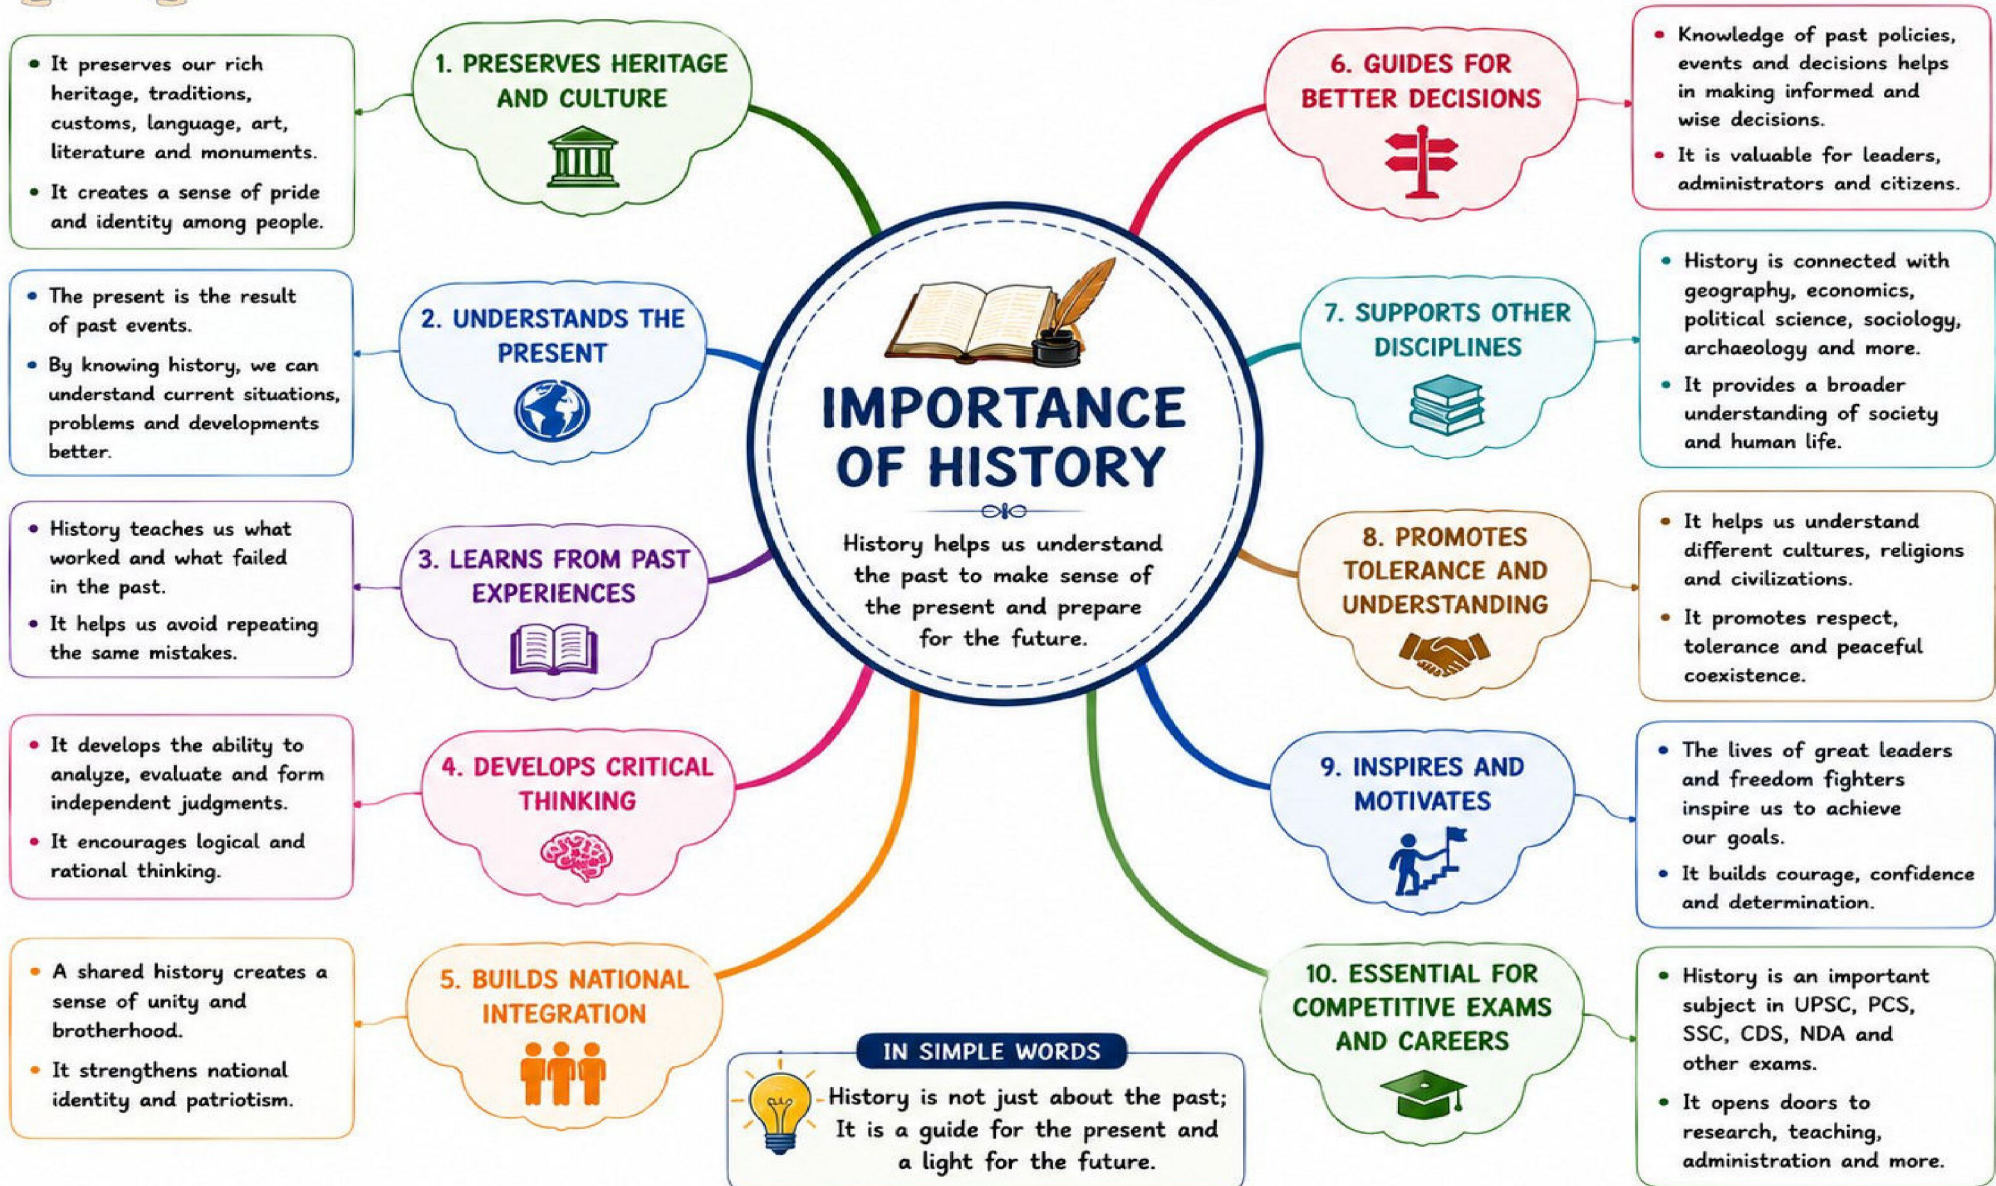 IMPORTANCE
OF HISTORY
History helps us understand
the past to make sense of
the present and prepare
for the future.
1. PRESERVES HERITAGE
AND CULTURE
• It preserves our rich
heritage, traditions,
customs, language, art,
literature and monuments.
• It creates a sense of pride
and identity among people.
2. UNDERSTANDS THE
PRESENT
• The present is the result
of past events.
• By knowing history, we can
understand current situations,
problems and developments
better.
3. LEARNS FROM PAST
EXPERIENCES
• History teaches us what
worked and what failed
in the past.
• It helps us avoid repeating
the same mistakes.
4. DEVELOPS CRITICAL
THINKING
• It develops the ability to
analyze, evaluate and form
independent judgments.
• It encourages logical and
rational thinking.
5. BUILDS NATIONAL
INTEGRATION
• A shared history creates a
sense of unity and
brotherhood.
• It strengthens national
identity and patriotism.
6. GUIDES FOR
BETTER DECISIONS
• Knowledge of past policies,
events and decisions helps
in making informed and
wise decisions.
• It is valuable for leaders,
administrators and citizens.
7. SUPPORTS OTHER
DISCIPLINES
• History is connected with
geography, economics,
political science, sociology,
archaeology and more.
• It provides a broader
understanding of society
and human life.
8. PROMOTES
TOLERANCE AND
UNDERSTANDING
• It helps us understand
different cultures, religions
and civilizations.
• It promotes respect,
tolerance and peaceful
coexistence.
9. INSPIRES AND
MOTIVATES
• The lives of great leaders
and freedom fighters
inspire us to achieve
our goals.
• It builds courage, confidence
and determination.
10. ESSENTIAL FOR
COMPETITIVE EXAMS
AND CAREERS
• History is an important
subject in UPSC, PCS,
SSC, CDS, NDA and
other exams.
• It opens doors to
research, teaching,
administration and more.
IN SIMPLE WORDS
History is not just about the past;
It is a guide for the present and
a light for the future.